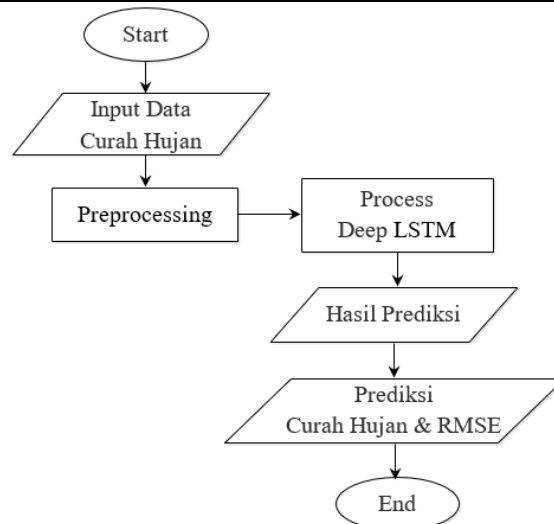 Start
Input Data
Curah Hujan
Preprocessing
Process
Deep LSTM
Hasil Prediksi
Prediksi
Curah Hujan & RMSE
End